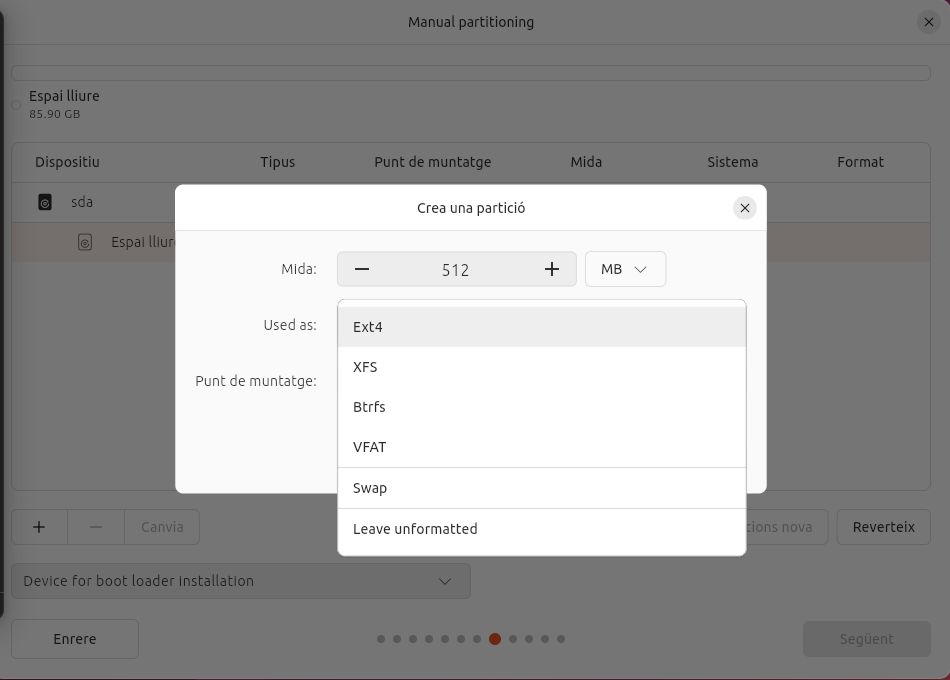 Manual partitioning
Espai lliure
85.90 GB
Dispositiu Tipus Punt de muntatge Mida Sistema Format
sda
Espai lliure
Crea una partició
Mida: 512 MB
Used as:
Ext4
XFS
Punt de muntatge:
Btrfs
VFAT
Swap
Leave unformatted
Canvia
cions nova
Reverteix
Device for boot loader installation
Enrere
Següent